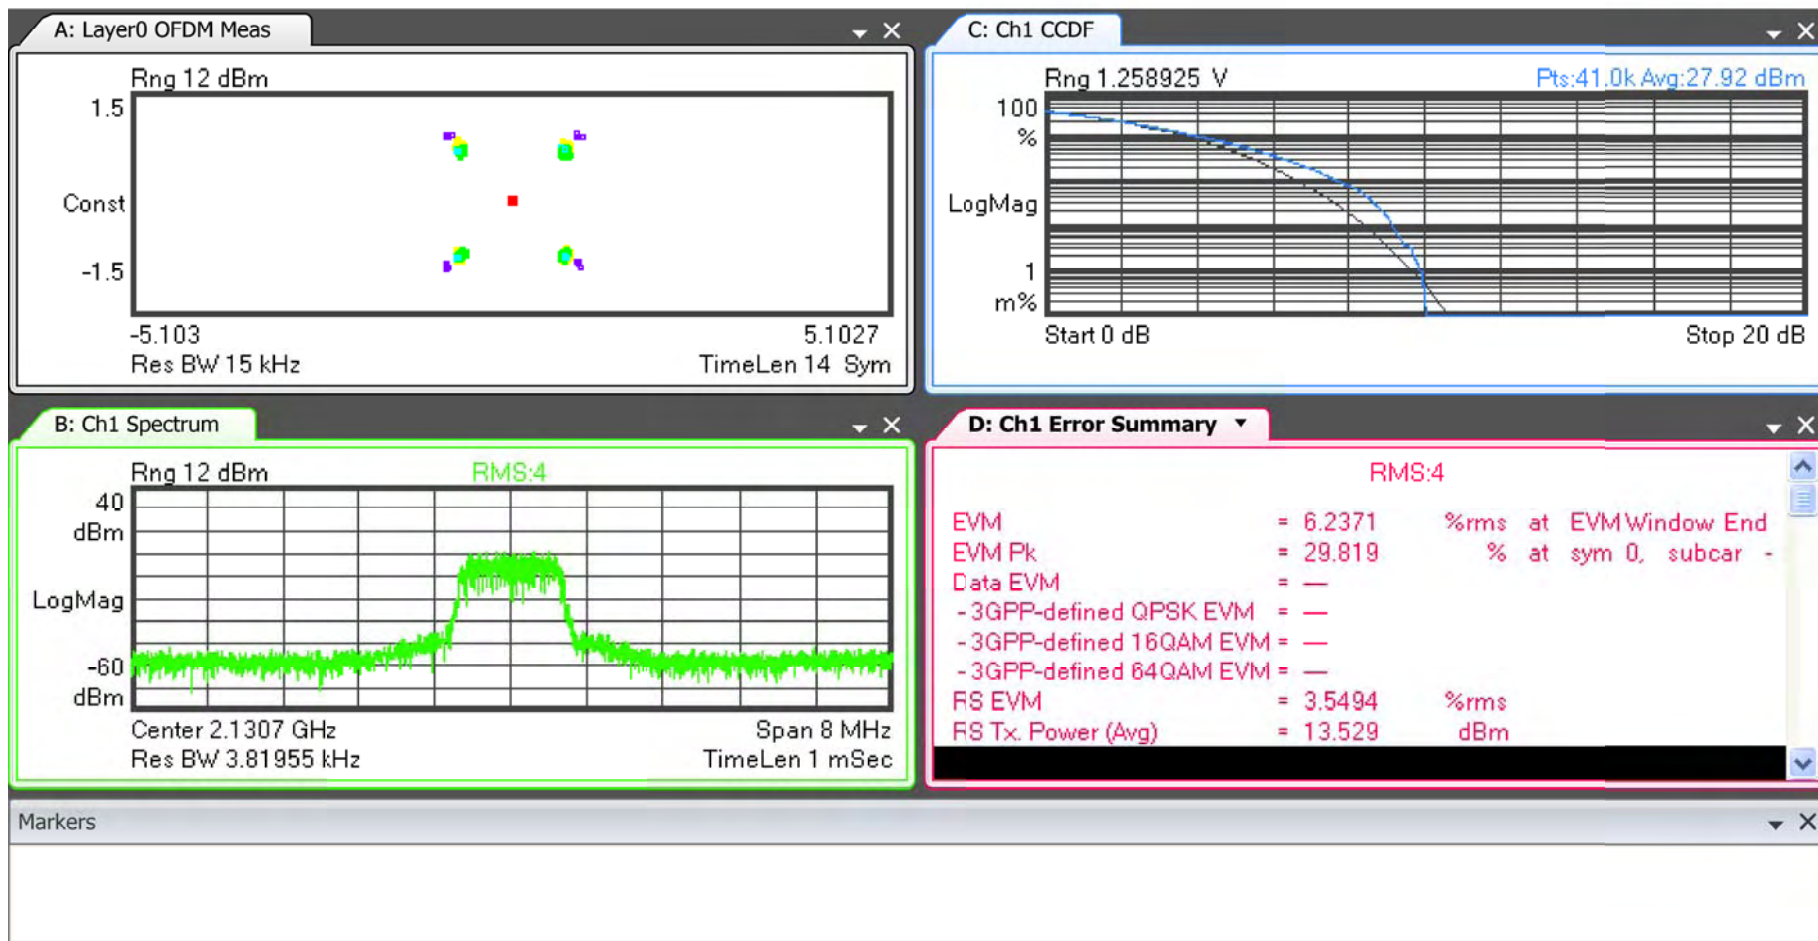 A: Layer0 OFDM Meas
Rng 12 dBm
1.5
Const
-1.5
-5.103
5.1027
Res BW 15 kHz
TimeLen 14 Sym
C: Ch1 CCDF
Rng 1.258925 V
Pts:41.0k Avg:27.92 dBm
100
%
LogMag
1
m%
Start 0 dB
Stop 20 dB
B: Ch1 Spectrum
Rng 12 dBm
RMS:4
40
dBm
LogMag
-60
dBm
Center 2.1307 GHz
Span 8 MHz
Res BW 3.81955 kHz
TimeLen 1 mSec
D: Ch1 Error Summary
RMS:4
EVM = 6.2371 %rms at EVM Window End
EVM Pk = 29.819 % at sym 0, subcar -
Data EVM = —
-3GPP-defined QPSK EVM = —
-3GPP-defined 16QAM EVM = —
-3GPP-defined 64QAM EVM = —
RS EVM = 3.5494 %rms
RS Tx. Power (Avg) = 13.529 dBm
Markers